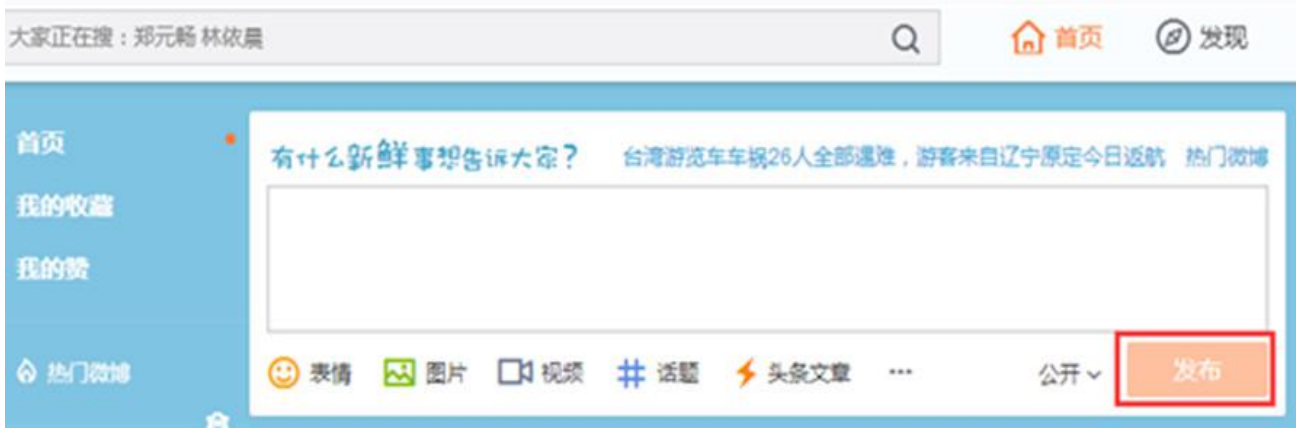 大家正在搜：郑元畅 林依晨
首页
发现
首页
我的收藏
我的赞
热门微博
有什么新鲜事想告诉大家?
台湾游览车车祸26人全部遇难，游客来自辽宁原定今日返航 热门微博
表情
图片
视频
话题
头条文章
...
公开
发布